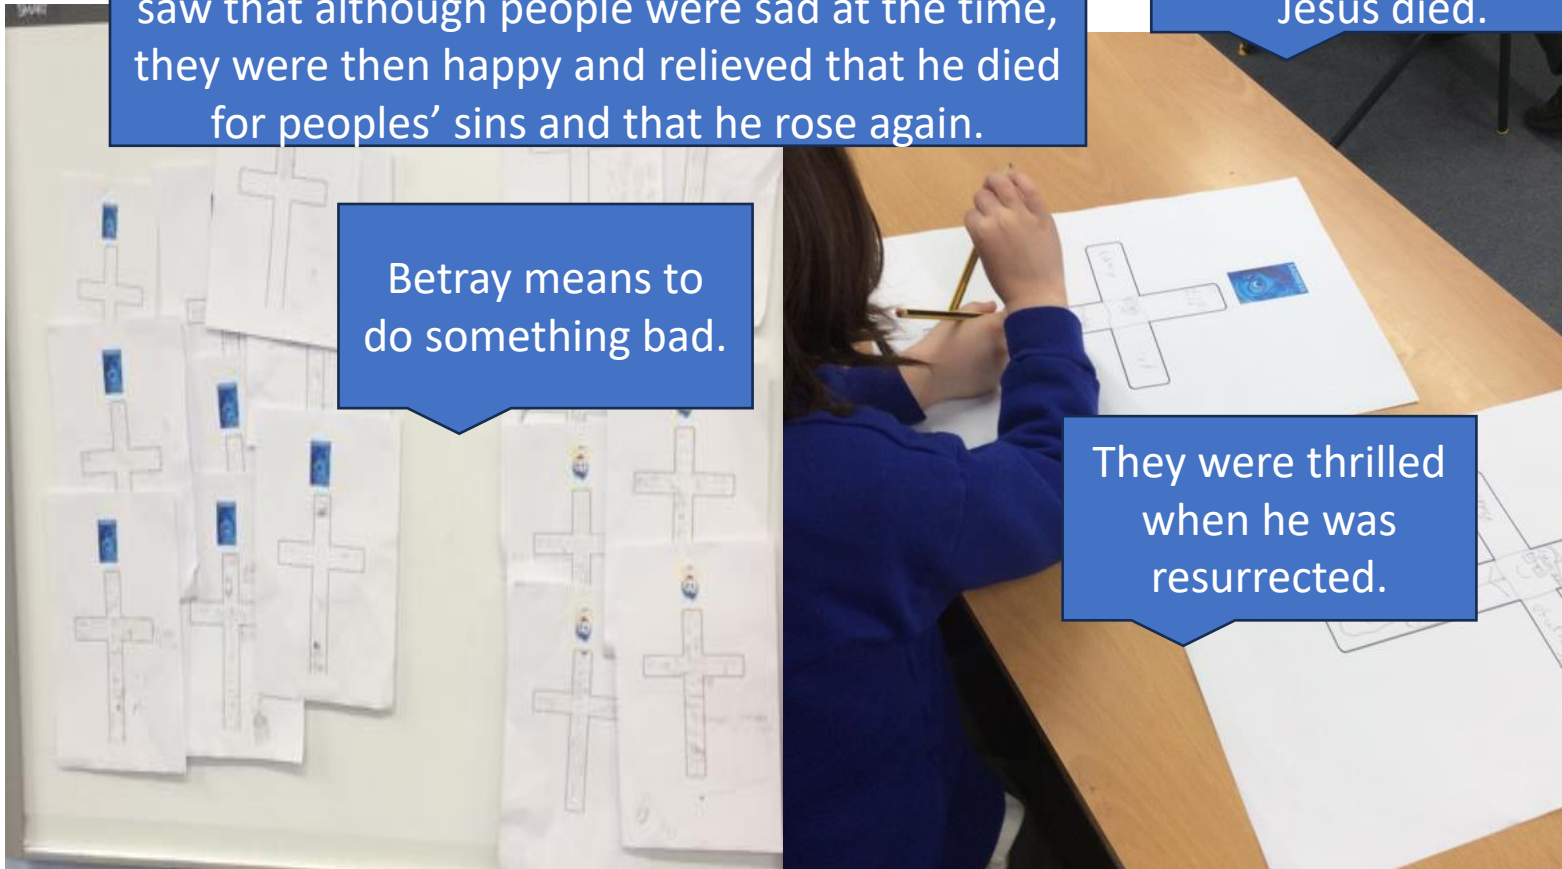 saw that although people were sad at the time,
they were then happy and relieved that he died
for peoples’ sins and that he rose again.
Jesus died.
Betray means to
do something bad.
They were thrilled
when he was
resurrected.